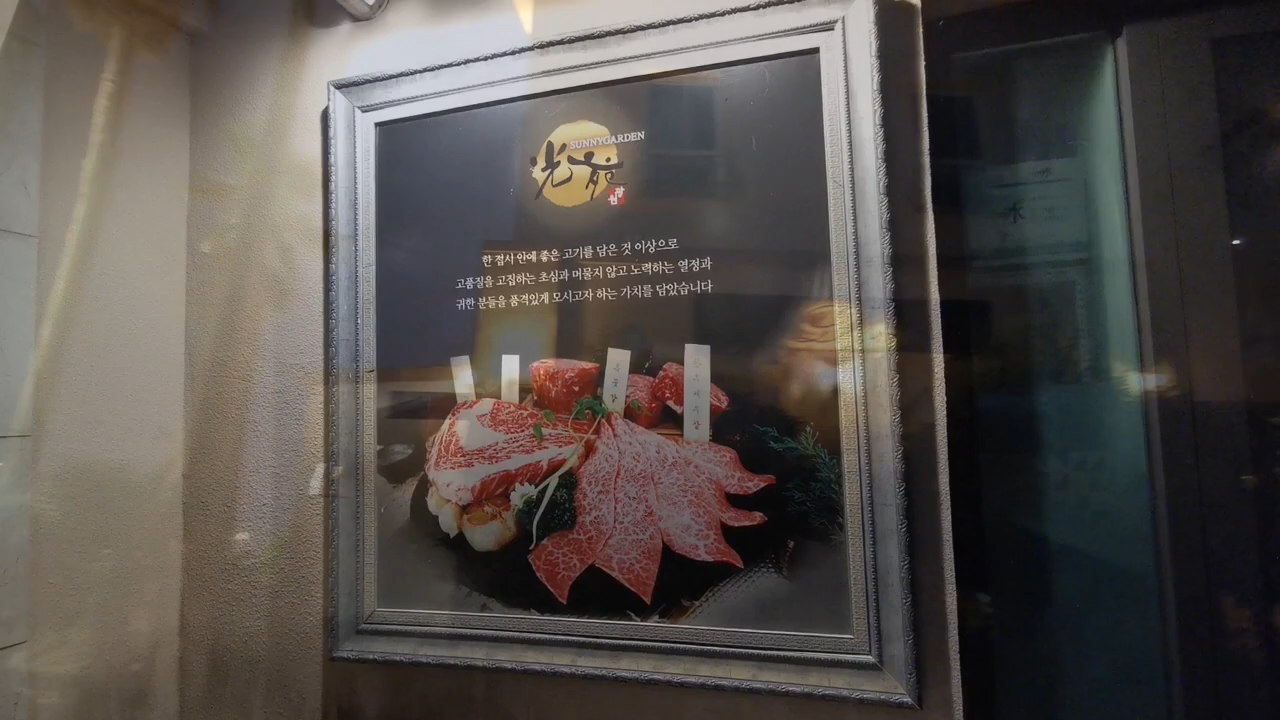 SUNNYGARDEN
光苑
광원
한 접시 안에 좋은 고기를 담은 것 이상으로
고품질을 고집하는 초심과 머물지 않고 노력하는 열정과
귀한 분들을 품격있게 모시고자 하는 가치를 담았습니다
水